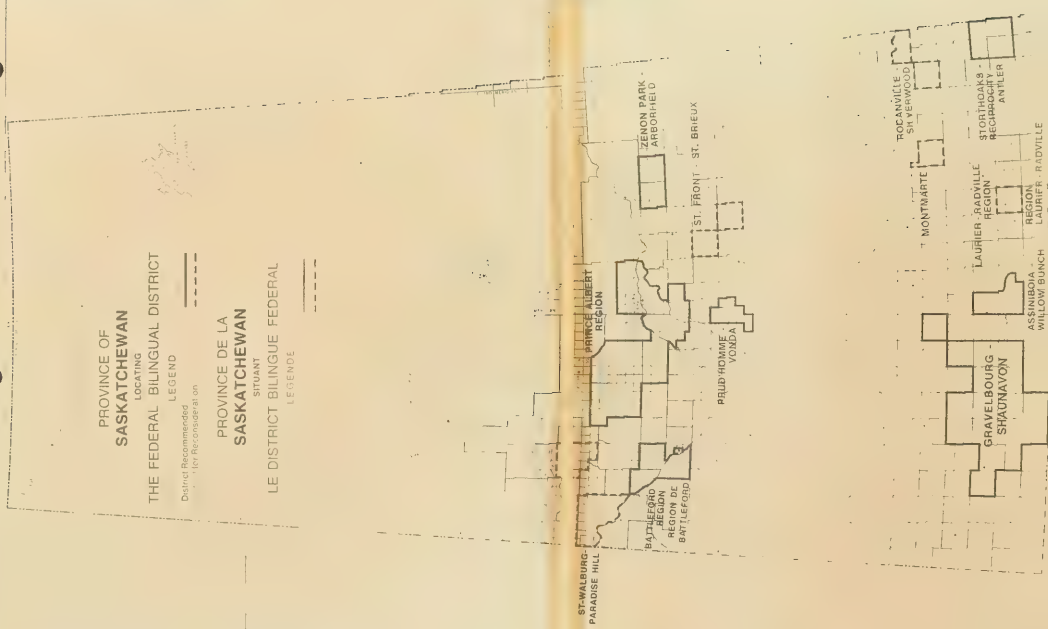 PROVINCE OF
SASKATCHEWAN
LOCATING
THE FEDERAL BILINGUAL DISTRICT
LEGEND
District Recommended
for Reconsideration
PROVINCE DE LA
SASKATCHEWAN
SITUANT
LE DISTRICT BILINGUE FEDERAL
LEGENDE
ST-WALBURG-
PARADISE HILL
BATTLEFORD
REGION
REGION DE
BATTLEFORD
PRINCE ALBERT
REGION
PRUD'HOMME -
VONDA
ZENON PARK -
ARBORFIELD
ST. FRONT - ST. BRIEUX
GRAVELBOURG -
SHAUNAVON
ASSINIBOIA -
WILLOW BUNCH
LAURIER - RADVILLE
REGION
REGION
LAURIER - RADVILLE
MONTMARTE
ROCANVILLE -
SILVERWOOD
STORTHOAKS -
RECIPROCITY -
ANTLER